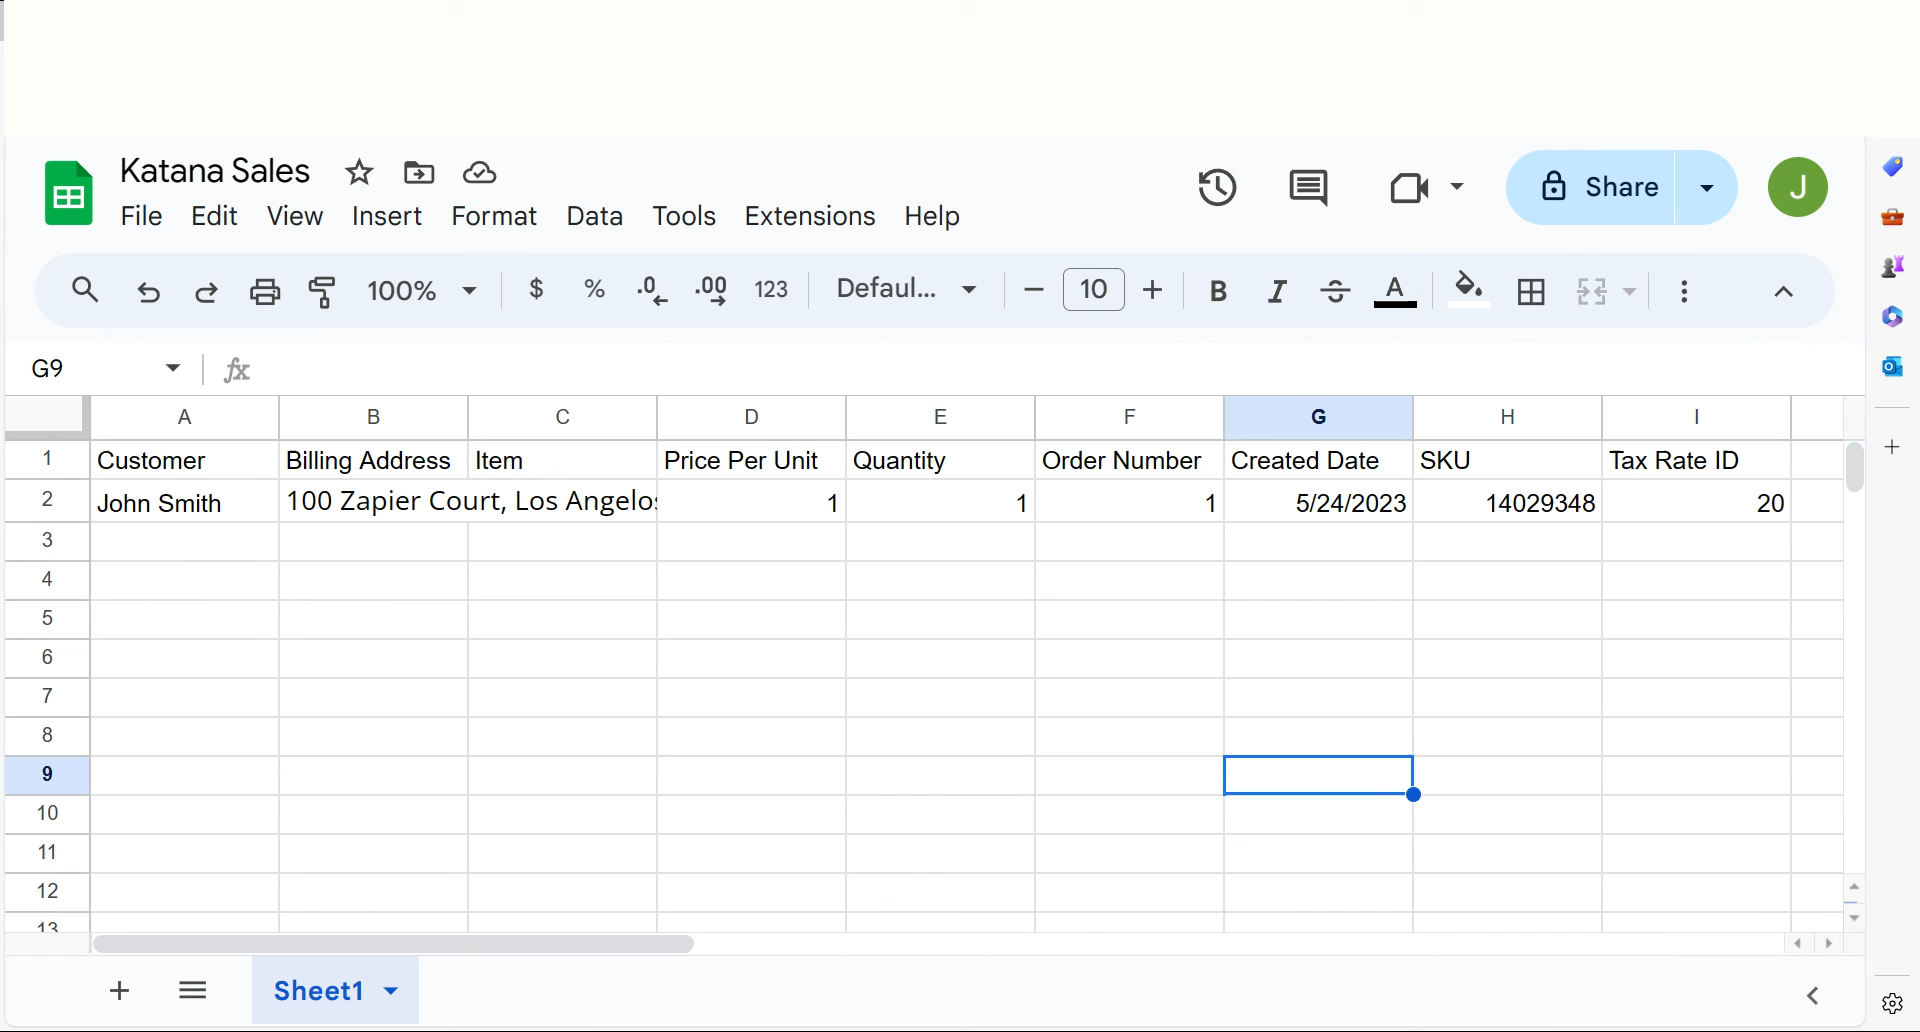 Katana Sales
File Edit View Insert Format Data Tools Extensions Help
Share
J
100% $ % .0 .00 123 Defaul... 10 B I S A
G9 fx
A B C D E F G H I
1 Customer Billing Address Item Price Per Unit Quantity Order Number Created Date SKU Tax Rate ID
2 John Smith 100 Zapier Court, Los Angelos 1 1 1 5/24/2023 14029348 20
3
4
5
6
7
8
9
10
11
12
13
Sheet1